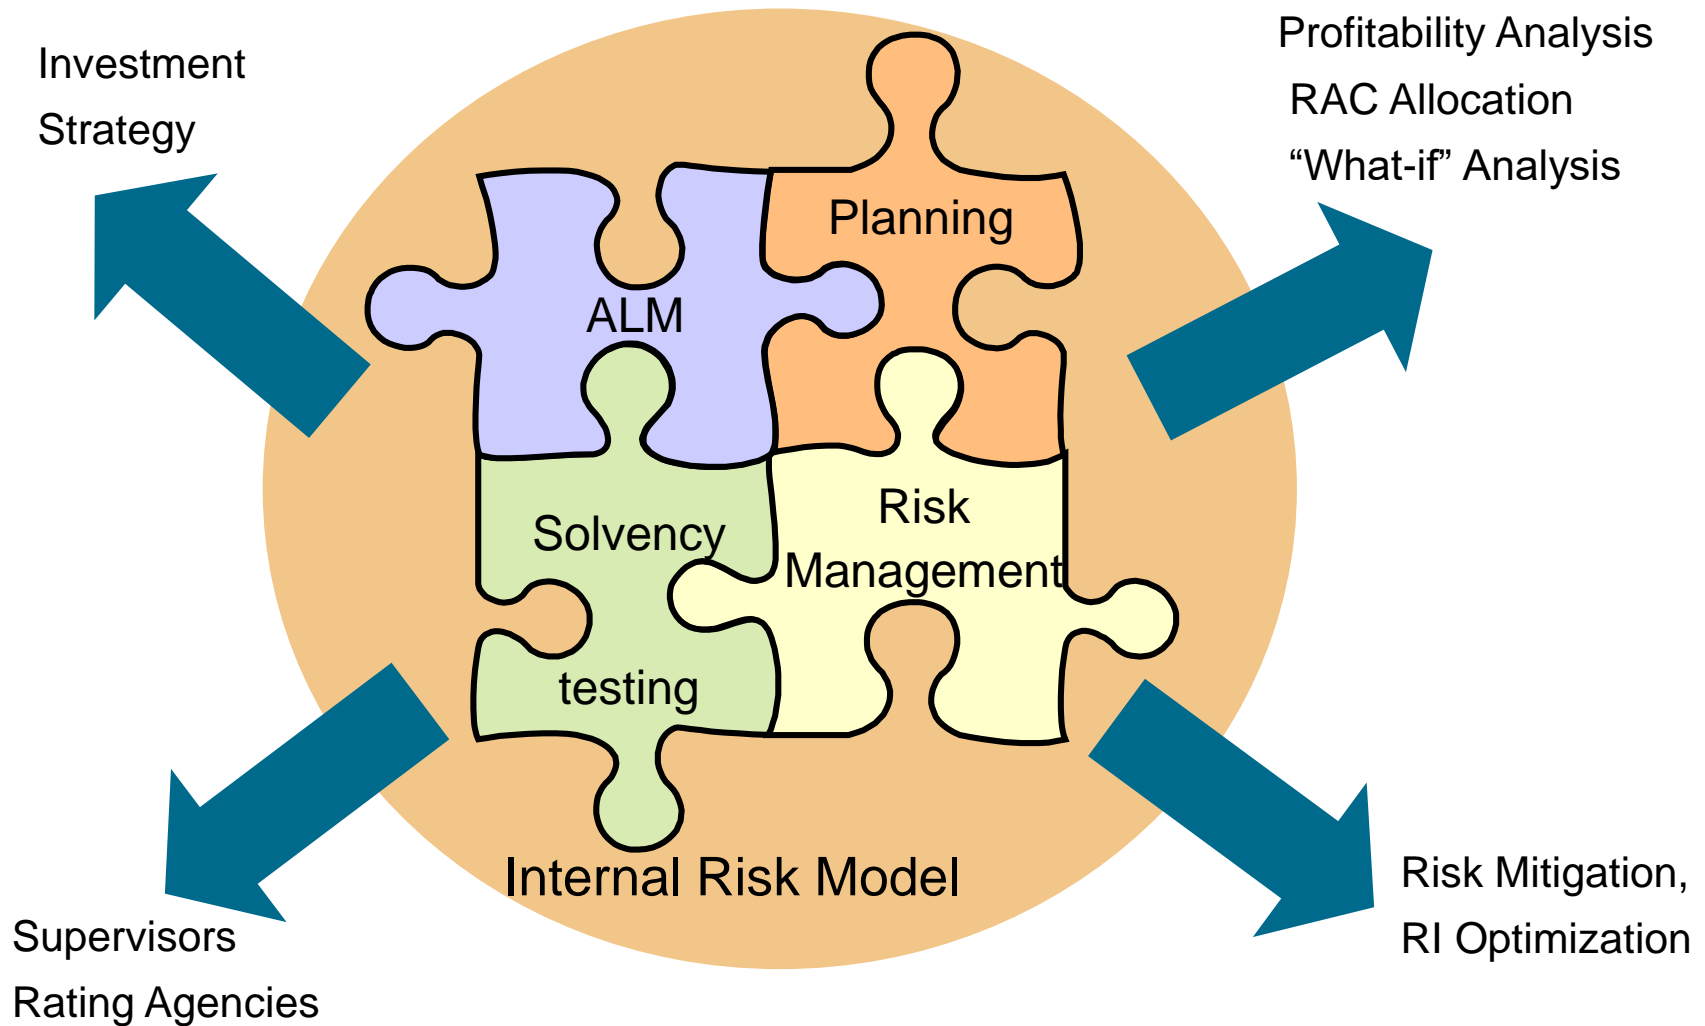 Investment
Strategy
Profitability Analysis
RAC Allocation
“What-if” Analysis
Planning
ALM
Solvency
testing
Risk
Management
Internal Risk Model
Supervisors
Rating Agencies
Risk Mitigation,
RI Optimization